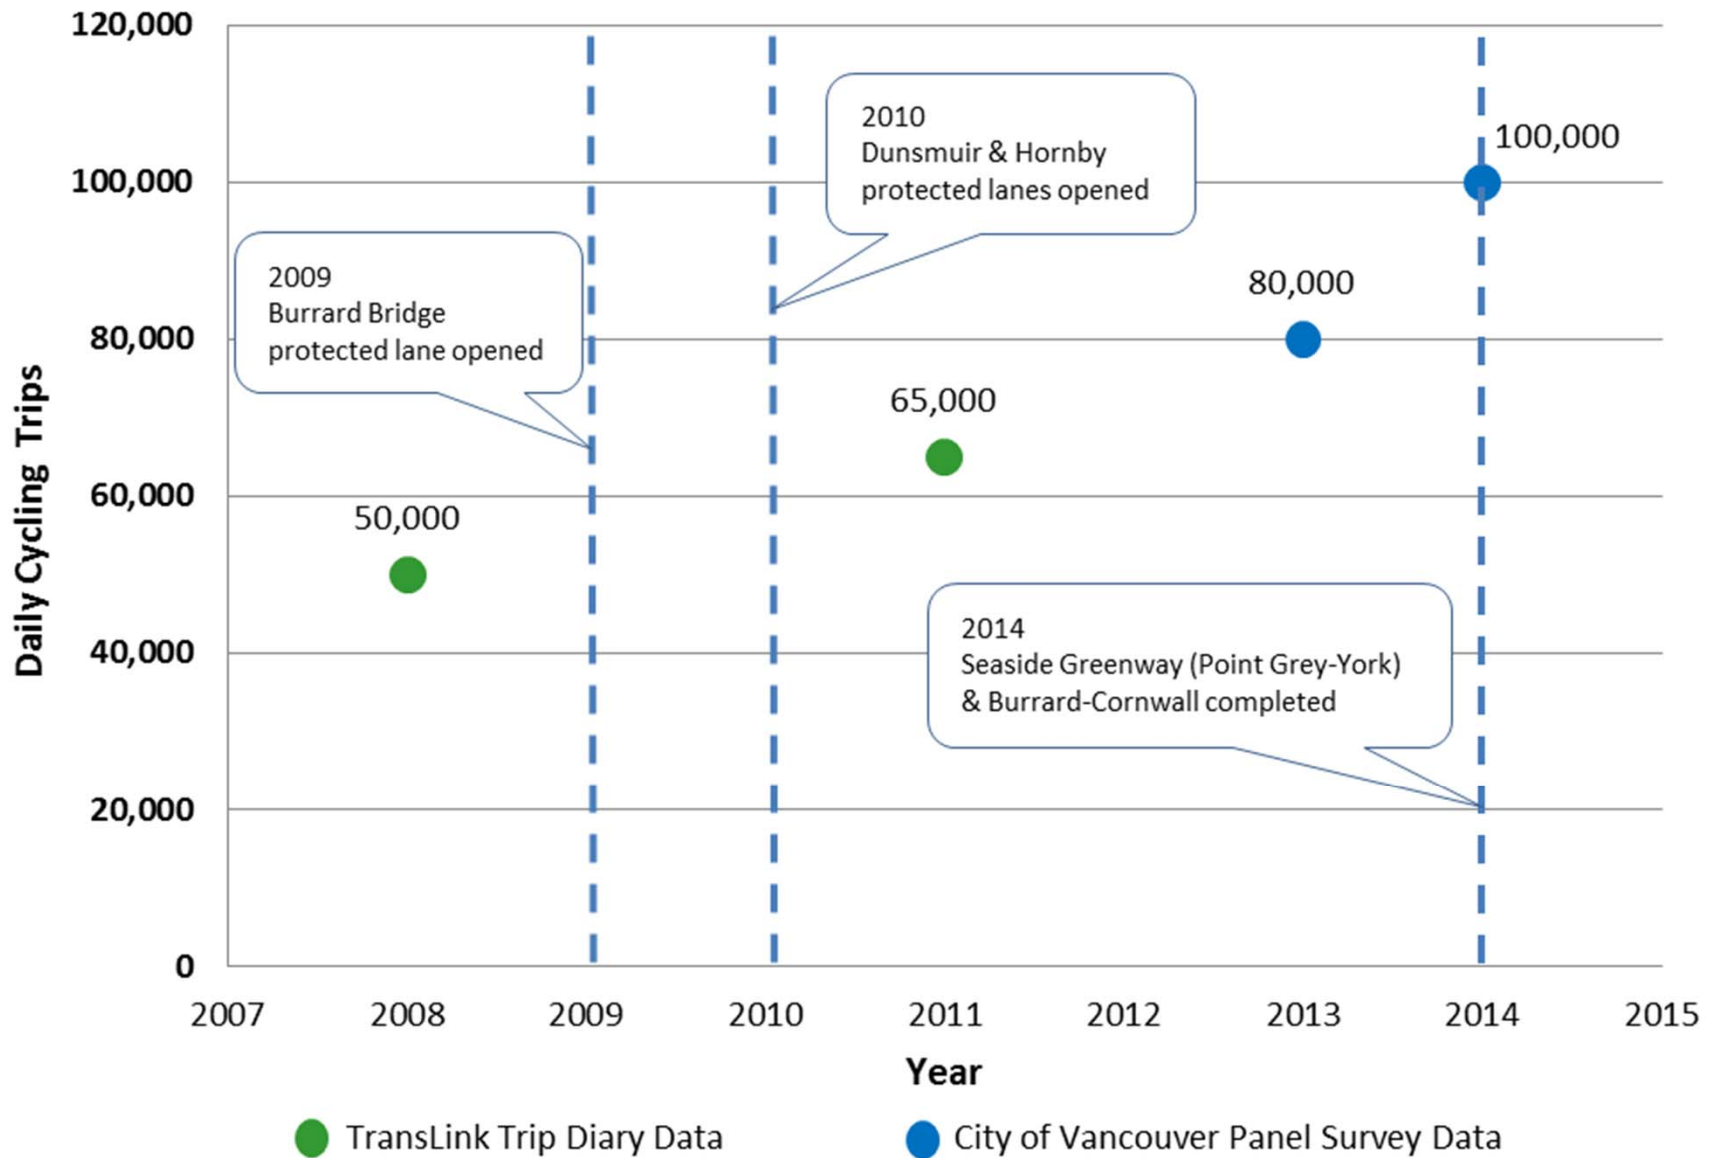 120,000
100,000
80,000
60,000
40,000
20,000
0
Daily Cycling Trips
2009
Burrard Bridge
protected lane opened
2010
Dunsmuir & Hornby
protected lanes opened
100,000
80,000
65,000
50,000
2014
Seaside Greenway (Point Grey-York)
& Burrard-Cornwall completed
2007 2008 2009 2010 2011 2012 2013 2014 2015
Year
TransLink Trip Diary Data
City of Vancouver Panel Survey Data